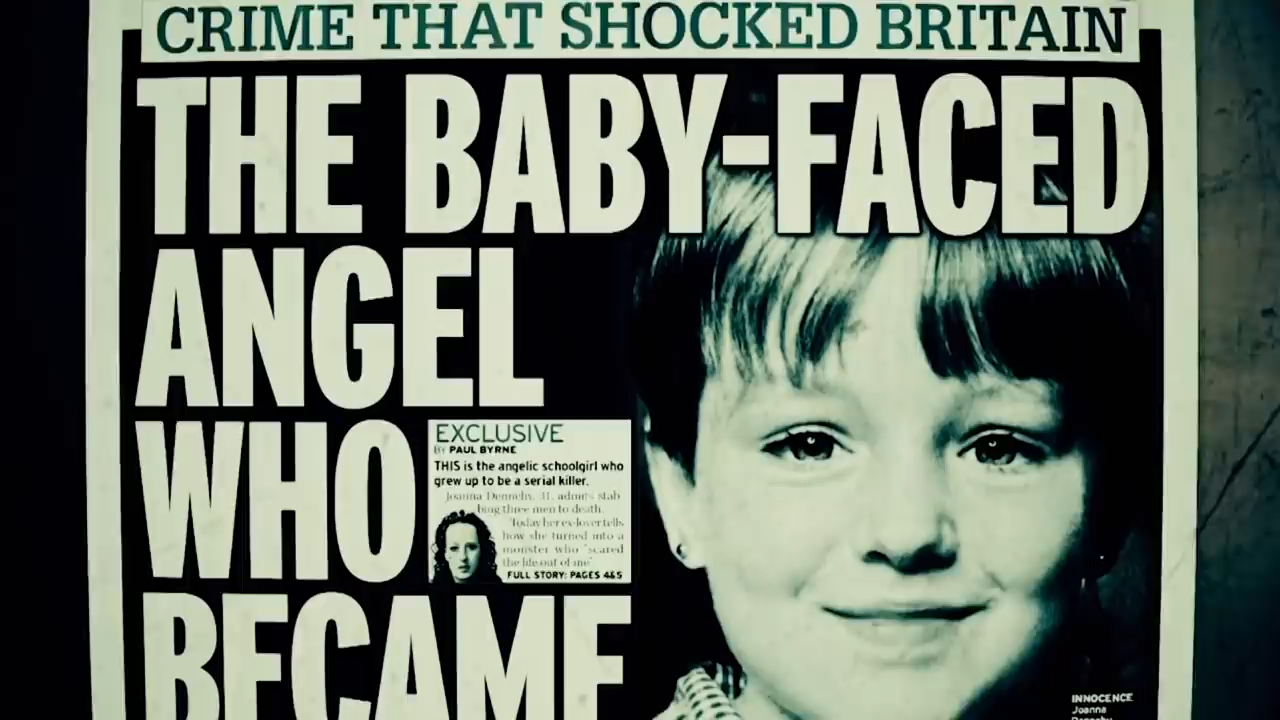 CRIME THAT SHOCKED BRITAIN
THE BABY-FACED
ANGEL
WHO
EXCLUSIVE
BY PAUL BYRNE
THIS is the angelic schoolgirl who
grew up to be a serial killer.
Joanna Dennehy, 31, admits stab-
bing three men to death.
Today her ex-lover tells
how she turned into a
monster who "scared
the life out of me"
FULL STORY: PAGES 4&5
BECAME
INNOCENCE
Joanna
Dennehy